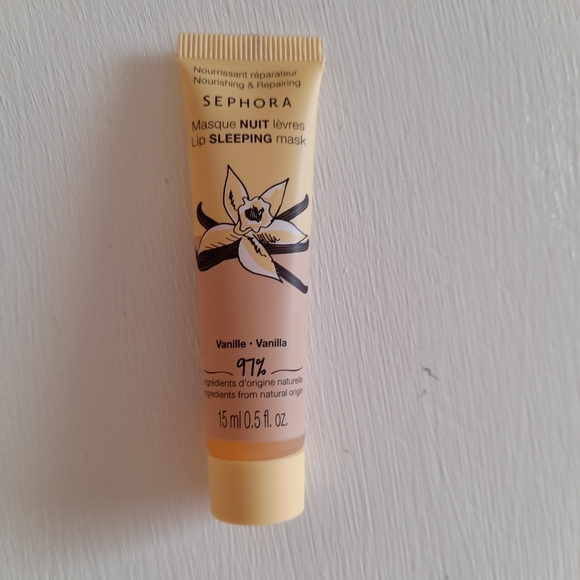 Nourrissant réparateur
Nourishing & Repairing
SEPHORA
Masque NUIT lèvres
Lip SLEEPING mask
Vanille • Vanilla
97%
ingrédients d'origine naturelle
ingredients from natural origin
15 ml 0.5 fl. oz.